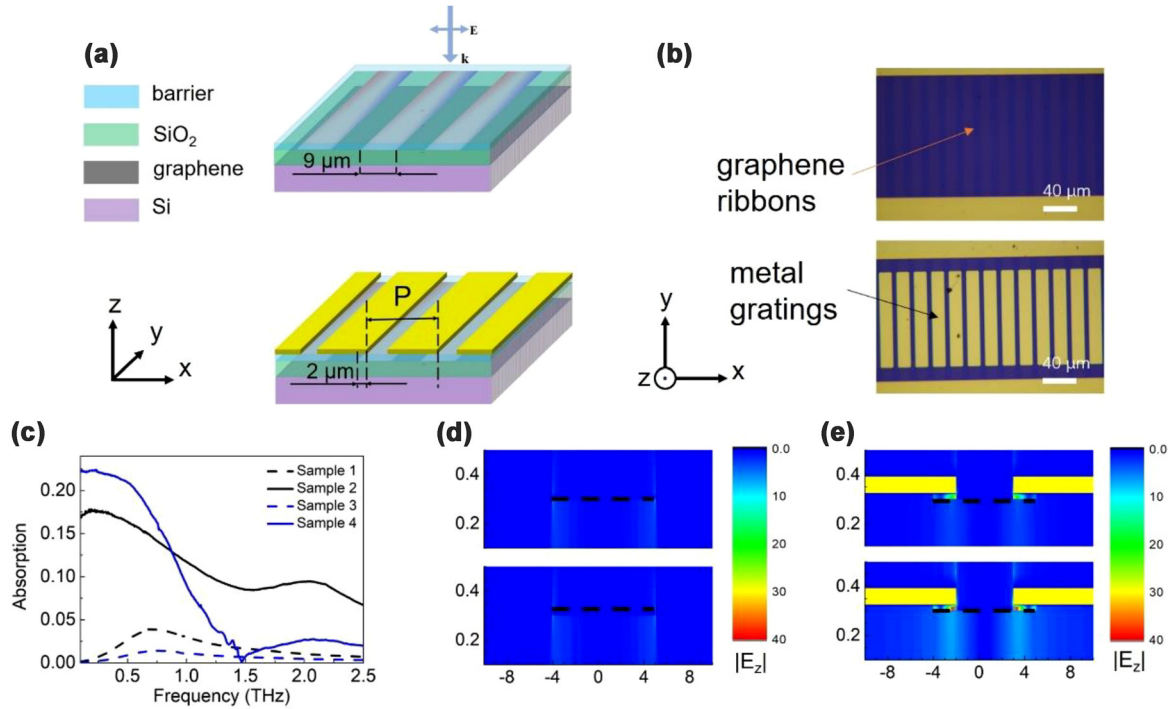 (a)
E
k
barrier
SiO₂
graphene
Si
9 μm
P
2 μm
z
y
x
(b)
graphene
ribbons
40 μm
metal
gratings
40 μm
y
z
x
(c)
Absorption
0.20
0.15
0.10
0.05
0.00
Sample 1
Sample 2
Sample 3
Sample 4
0.5 1.0 1.5 2.0 2.5
Frequency (THz)
(d)
0.4
0.2
0.4
0.2
-8 -4 0 4 8
0.0
10
20
30
40
|E_z|
(e)
0.4
0.2
0.4
0.2
-8 -4 0 4 8
0.0
10
20
30
40
|E_z|